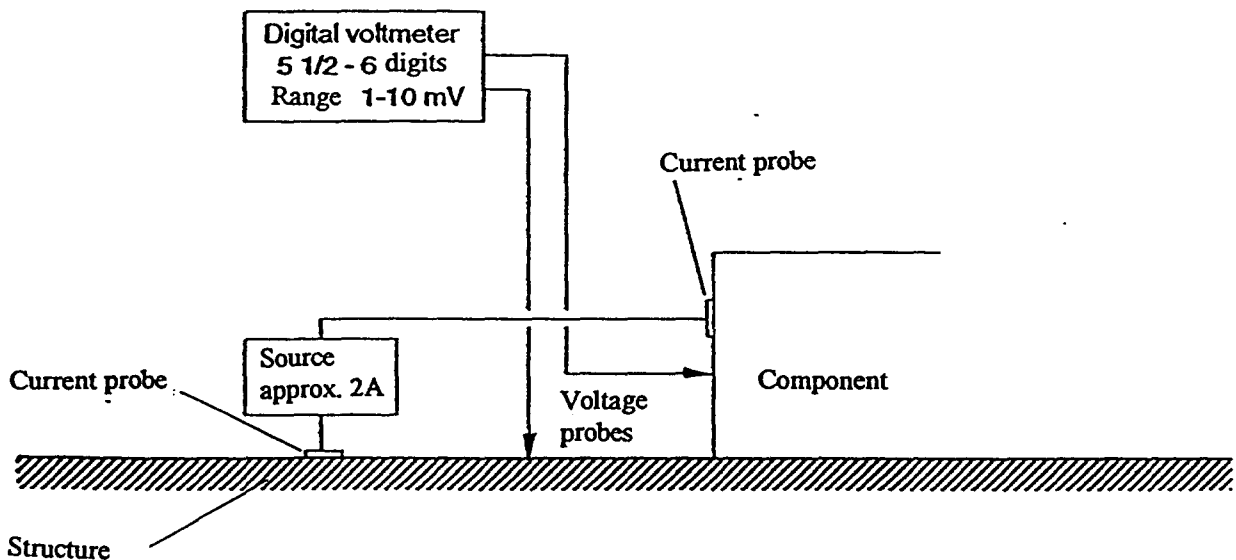 Digital voltmeter
5 1/2 - 6 digits
Range 1-10 mV
Current probe
Source
approx. 2A
Current probe
Voltage
probes
Component
Structure